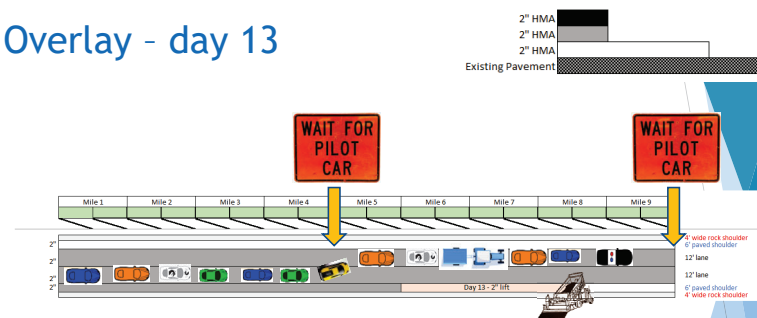 Overlay – day 13
2" HMA
2" HMA
2" HMA
Existing Pavement
WAIT FOR
PILOT
CAR
WAIT FOR
PILOT
CAR
Mile 1 Mile 2 Mile 3 Mile 4 Mile 5 Mile 6 Mile 7 Mile 8 Mile 9
4' wide rock shoulder
2" 6' paved shoulder
2" 12' lane
2" 12' lane
2" Day 13 - 2" lift 6' paved shoulder
4' wide rock shoulder